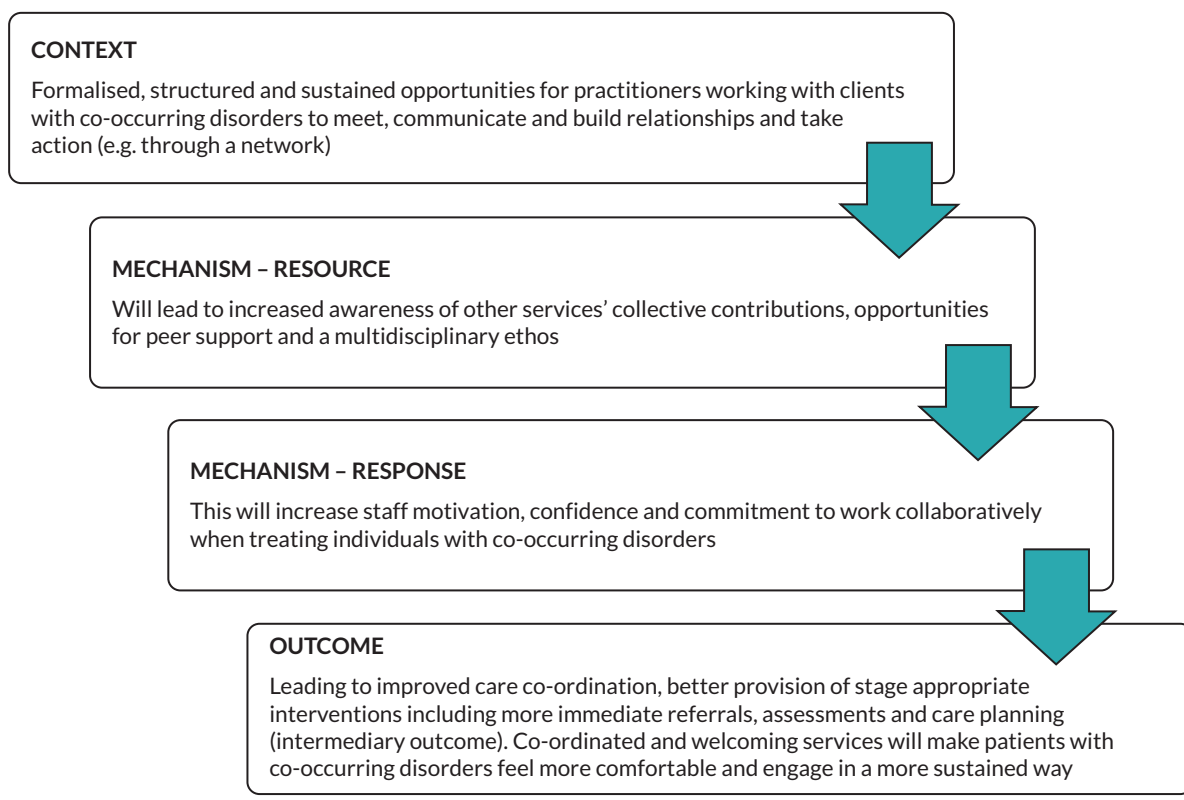 CONTEXT
Formalised, structured and sustained opportunities for practitioners working with clients
with co-occurring disorders to meet, communicate and build relationships and take
action (e.g. through a network)
MECHANISM – RESOURCE
Will lead to increased awareness of other services’ collective contributions, opportunities
for peer support and a multidisciplinary ethos
MECHANISM – RESPONSE
This will increase staff motivation, confidence and commitment to work collaboratively
when treating individuals with co-occurring disorders
OUTCOME
Leading to improved care co-ordination, better provision of stage appropriate
interventions including more immediate referrals, assessments and care planning
(intermediary outcome). Co-ordinated and welcoming services will make patients with
co-occurring disorders feel more comfortable and engage in a more sustained way